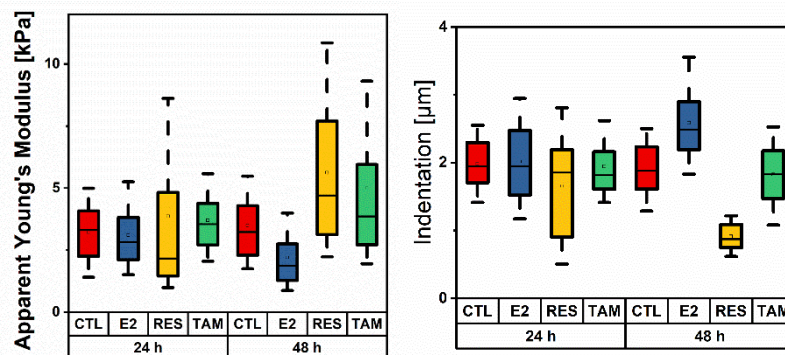 Apparent Young's Modulus [kPa]
10
5
0
CTL E2 RES TAM CTL E2 RES TAM
24 h 48 h
Indentation [µm]
4
2
0
CTL E2 RES TAM CTL E2 RES TAM
24 h 48 h